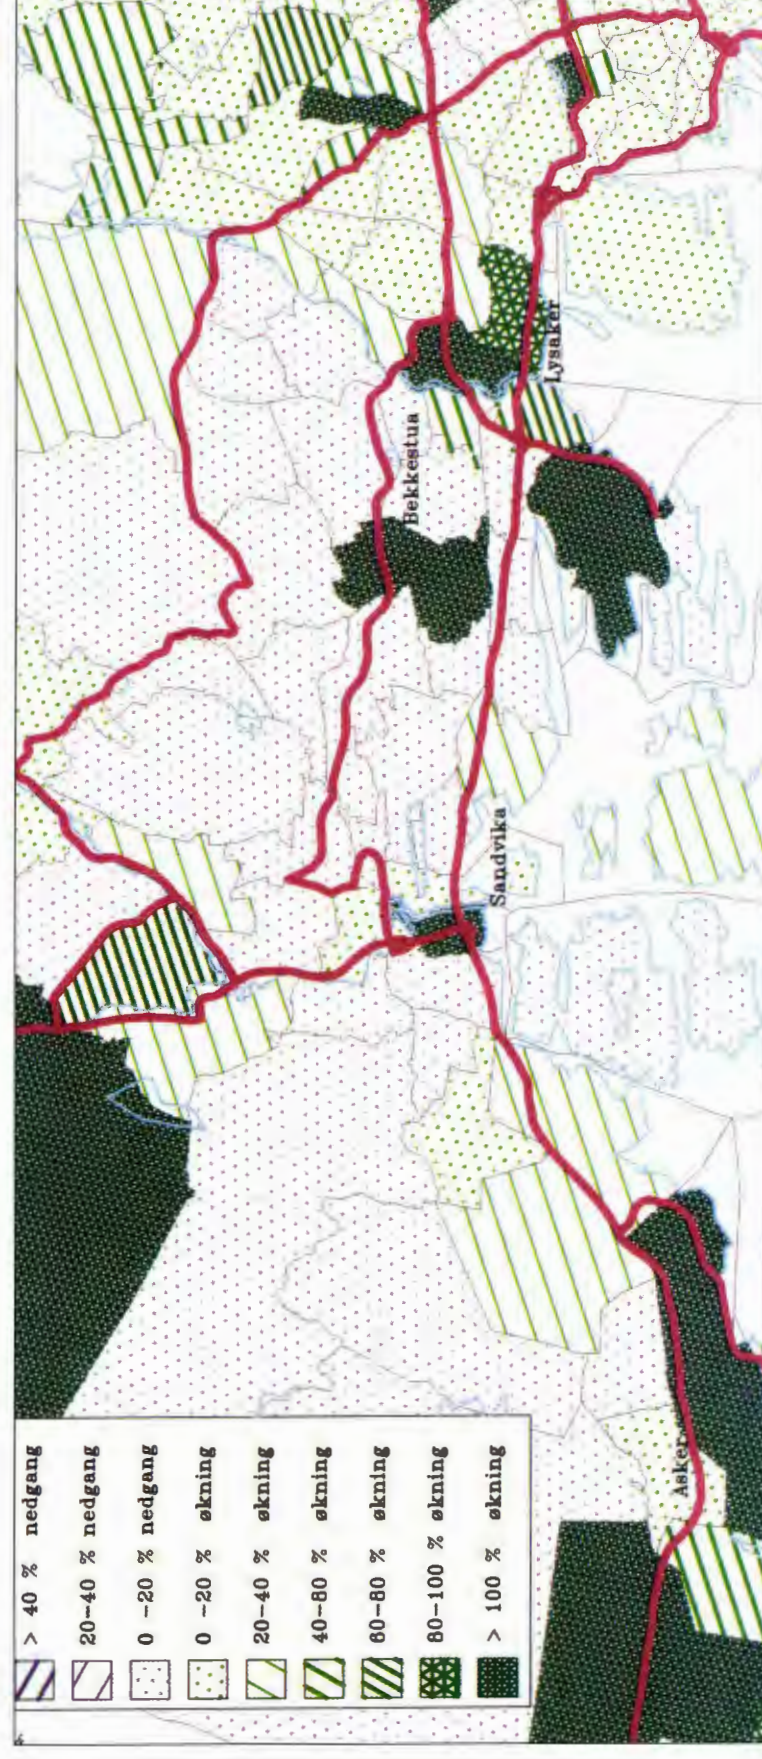 > 40 % nedgang
20-40 % nedgang
0 -20 % nedgang
0 -20 % økning
20-40 % økning
40-80 % økning
60-80 % økning
80-100 % økning
> 100 % økning
Asker
Sandvika
Bekkestua
Lysaker